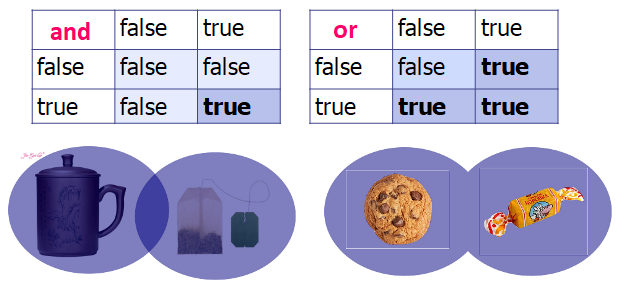 and false true
false false false
true false true
or false true
false false true
true true true